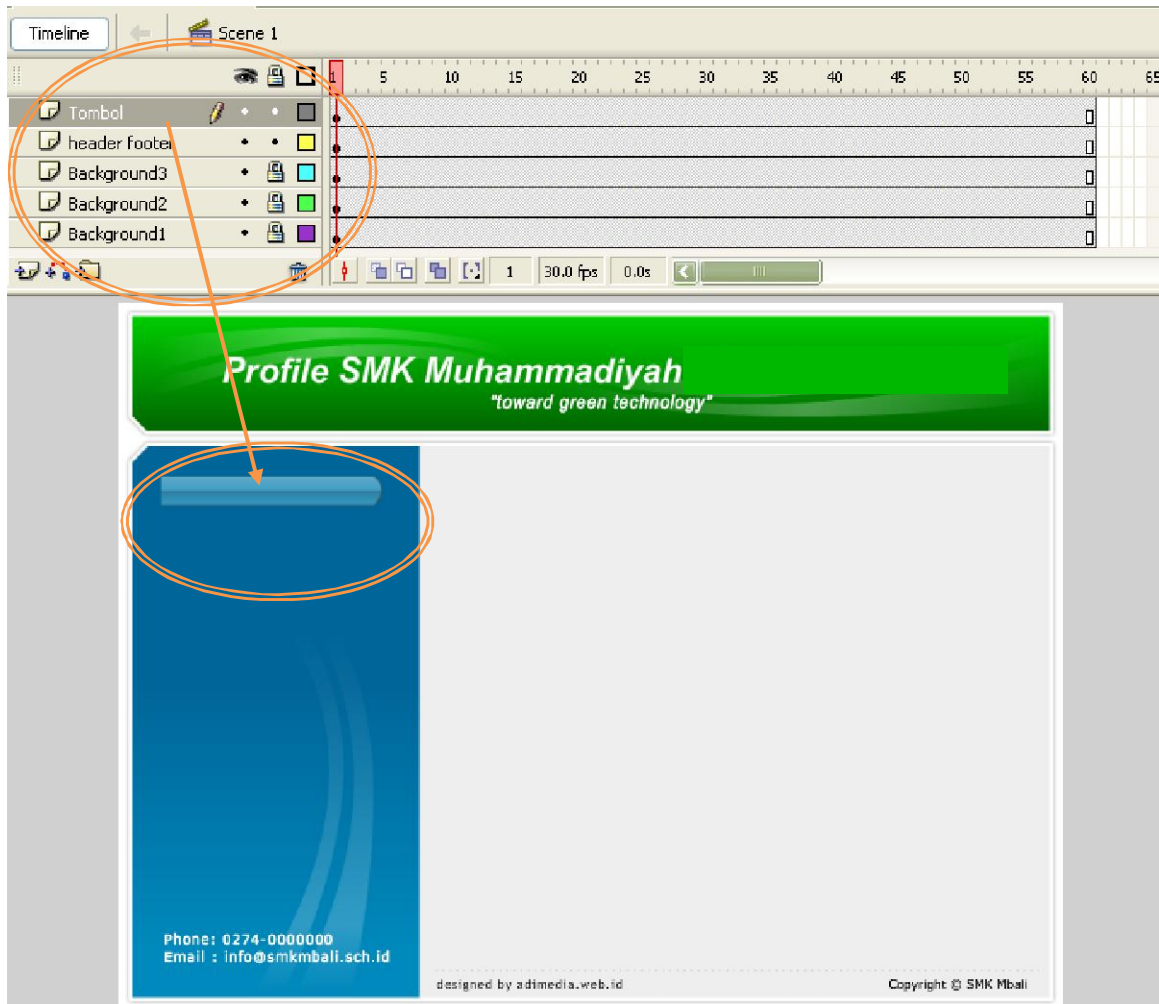 Timeline Scene 1
1 5 10 15 20 25 30 35 40 45 50 55 60 65
Tombol
header footer
Background3
Background2
Background1
1 30.0 fps 0.0s
Profile SMK Muhammadiyah
"toward green technology"
Phone: 0274-0000000
Email : info@smkmbali.sch.id
designed by adimedia.web.id Copyright © SMK Mbali